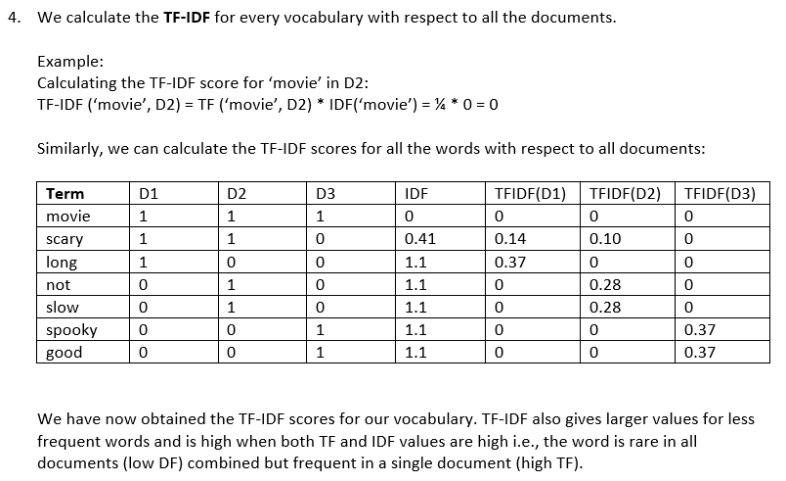 4. We calculate the TF-IDF for every vocabulary with respect to all the documents.
Example:
Calculating the TF-IDF score for ‘movie’ in D2:
TF-IDF (‘movie’, D2) = TF (‘movie’, D2) * IDF(‘movie’) = ¼ * 0 = 0
Similarly, we can calculate the TF-IDF scores for all the words with respect to all documents:
Term D1 D2 D3 IDF TFIDF(D1) TFIDF(D2) TFIDF(D3)
movie 1 1 1 0 0 0 0
scary 1 1 0 0.41 0.14 0.10 0
long 1 0 0 1.1 0.37 0 0
not 0 1 0 1.1 0 0.28 0
slow 0 1 0 1.1 0 0.28 0
spooky 0 0 1 1.1 0 0 0.37
good 0 0 1 1.1 0 0 0.37
We have now obtained the TF-IDF scores for our vocabulary. TF-IDF also gives larger values for less
frequent words and is high when both TF and IDF values are high i.e., the word is rare in all
documents (low DF) combined but frequent in a single document (high TF).